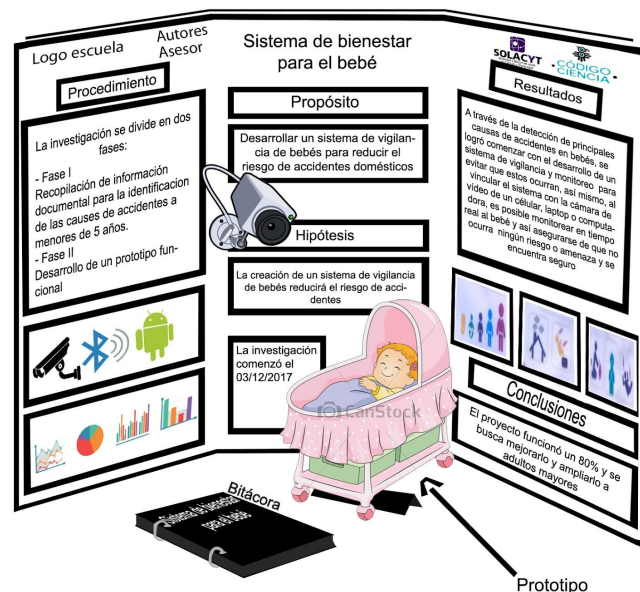 Logo escuela
Autores
Asesor
Procedimiento
La investigación se divide en dos
fases:
- Fase I
Recopilación de información
documental para la identificacion
de las causes de accidentes a
menores de 5 años.
- Fase II
Desarrollo de un prototipo fun-
cional
Sistema de bienestar
para el bebé
Propósito
Desarrollar un sistema de vigilan-
cia de bebés para reducir el
riesgo de accidentes domésticos
Hipótesis
La creación de un sistema de vigilancia
de bebés reducirá el riesgo de acci-
dentes
La investigación
comenzó el
03/12/2017
SOLACYT
CÓDIGO
CIENCIA
Resultados
A través de la detección de principales
causas de accidentes en bebés, se
logró comenzar con el desarrollo de un
sistema de vigilancia y monitoreo para
evitar que estos ocurran, así mismo, al
vincular el sistema con la cámara de
vídeo de un célular, laptop o computa-
dora, es posible monitorear en tiempo
real al bebé y así asegurarse de que no
ocurra ningún riesgo o amenaza y se
encuentra seguro
Conclusiones
El proyecto funcionó un 80% y se
busca mejorarlo y ampliarlo a
adultos mayores
CanStock
Bitácora
Sistema de bienestar
para el bebé
Prototipo